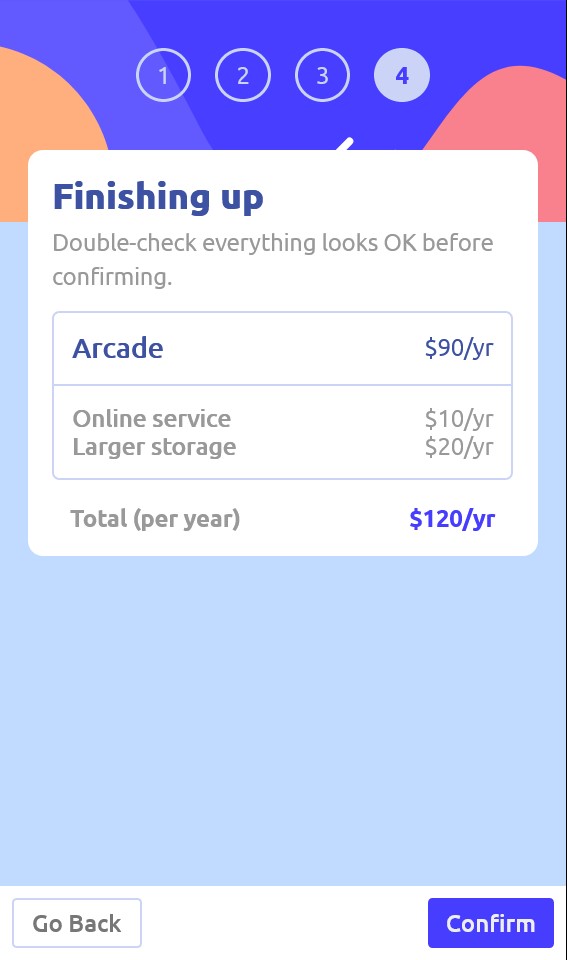 1 2 3 4
Finishing up
Double-check everything looks OK before
confirming.
Arcade $90/yr
Online service $10/yr
Larger storage $20/yr
Total (per year) $120/yr
Go Back Confirm